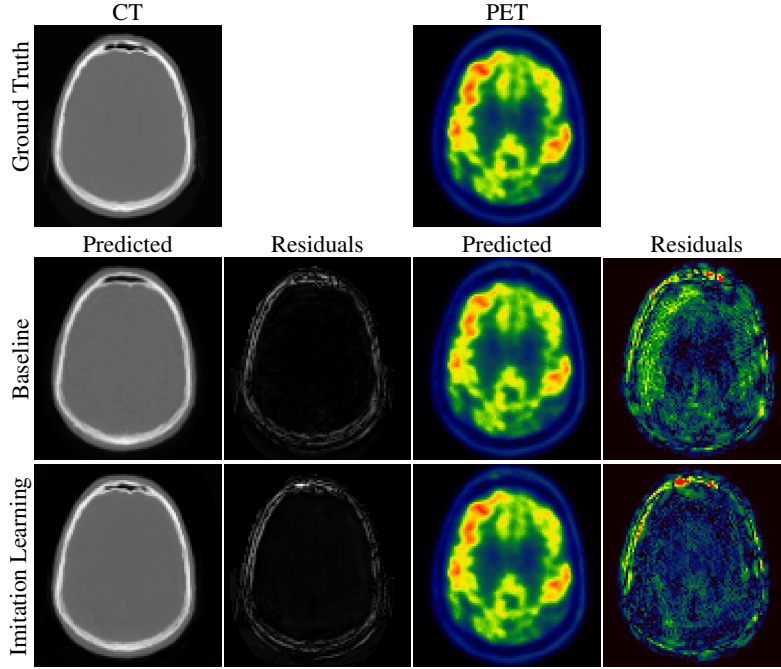 CT
PET
Ground Truth
Predicted
Residuals
Predicted
Residuals
Baseline
Imitation Learning